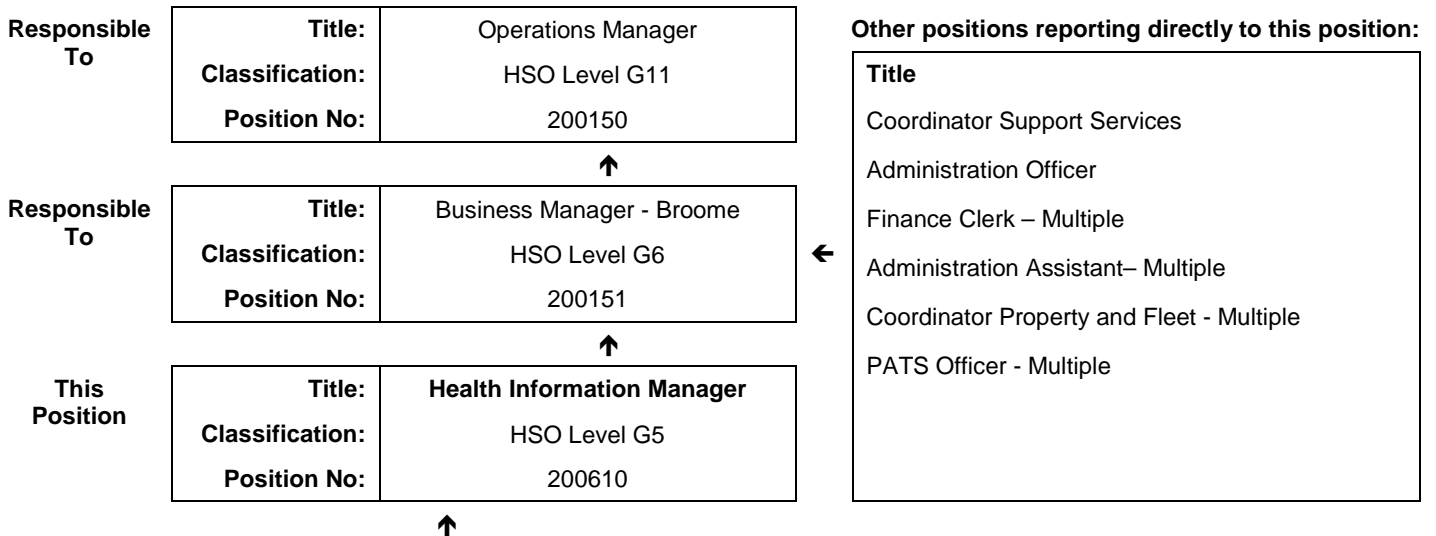 Responsible
To
Title: Operations Manager
Classification: HSO Level G11
Position No: 200150
Responsible
To
Title: Business Manager - Broome
Classification: HSO Level G6
Position No: 200151
This
Position
Title: Health Information Manager
Classification: HSO Level G5
Position No: 200610
Other positions reporting directly to this position:
Title
Coordinator Support Services
Administration Officer
Finance Clerk – Multiple
Administration Assistant– Multiple
Coordinator Property and Fleet - Multiple
PATS Officer - Multiple